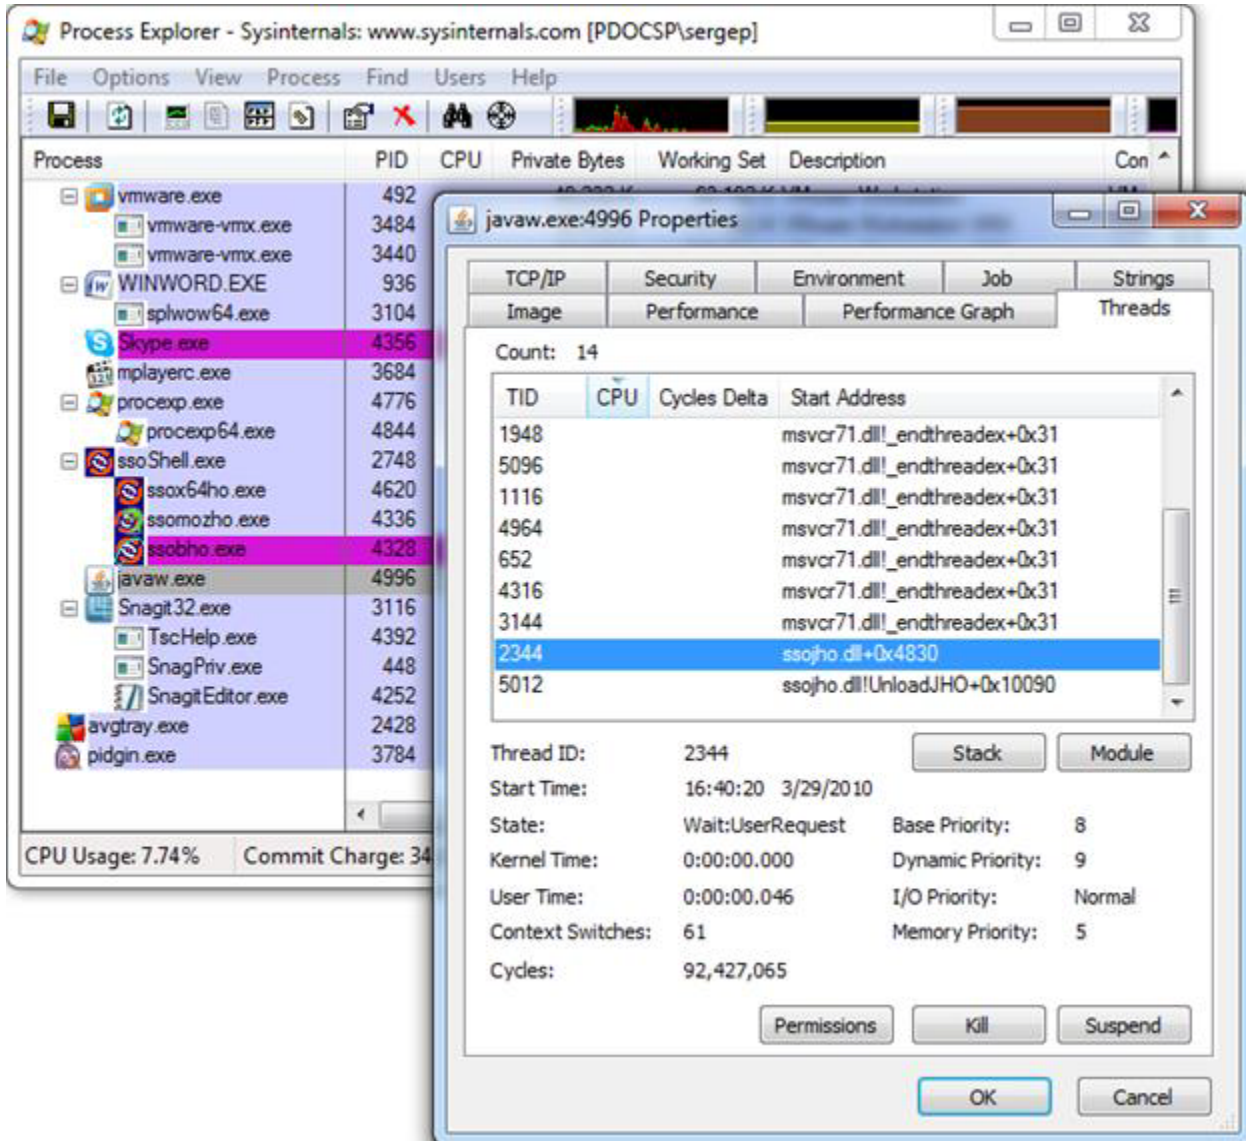 Process Explorer - Sysinternals: www.sysinternals.com [PDOCSP\sergep]
File Options View Process Find Users Help
Process PID CPU Private Bytes Working Set Description Con
vmware.exe 492
vmware-vmx.exe 3484
vmware-vmx.exe 3440
WINWORD.EXE 936
splwow64.exe 3104
Skype.exe 4356
mplayerc.exe 3684
procexp.exe 4776
procexp64.exe 4844
ssoShell.exe 2748
ssox64ho.exe 4620
ssomozho.exe 4336
ssobho.exe 4328
javaw.exe 4996
Snagit32.exe 3116
TscHelp.exe 4392
SnagPriv.exe 448
SnagitEditor.exe 4252
avgtray.exe 2428
pidgin.exe 3784
CPU Usage: 7.74% Commit Charge: 34
javaw.exe:4996 Properties
TCP/IP Security Environment Job Strings
Image Performance Performance Graph Threads
Count: 14
TID CPU Cycles Delta Start Address
1948 msvcr71.dll!_endthreadex+0x31
5096 msvcr71.dll!_endthreadex+0x31
1116 msvcr71.dll!_endthreadex+0x31
4964 msvcr71.dll!_endthreadex+0x31
652 msvcr71.dll!_endthreadex+0x31
4316 msvcr71.dll!_endthreadex+0x31
3144 msvcr71.dll!_endthreadex+0x31
2344 ssojho.dll+0x4830
5012 ssojho.dll!UnloadJHO+0x10090
Thread ID: 2344 Stack Module
Start Time: 16:40:20 3/29/2010
State: Wait:UserRequest Base Priority: 8
Kernel Time: 0:00:00.000 Dynamic Priority: 9
User Time: 0:00:00.046 I/O Priority: Normal
Context Switches: 61 Memory Priority: 5
Cycles: 92,427,065
Permissions Kill Suspend
OK Cancel